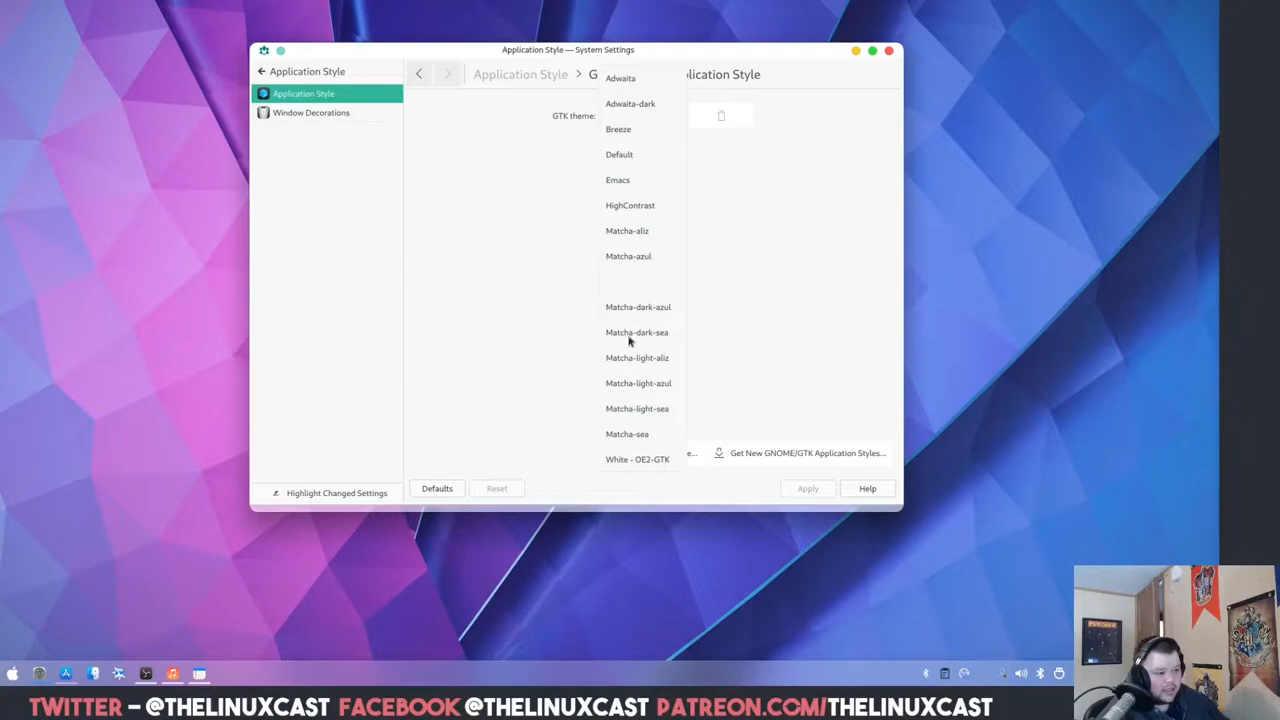 Application Style — System Settings
Application Style
Application Style
Window Decorations
Application Style > G
plication Style
GTK theme:
Adwaita
Adwaita-dark
Breeze
Default
Emacs
HighContrast
Matcha-aliz
Matcha-azul
Matcha-dark-azul
Matcha-dark-sea
Matcha-light-aliz
Matcha-light-azul
Matcha-light-sea
Matcha-sea
White - OE2-GTK
e...
Get New GNOME/GTK Application Styles...
Highlight Changed Settings
Defaults
Reset
Apply
Help
TWITTER - @THELINUXCAST FACEBOOK @THELINUXCAST PATREON.COM/THELINUXCAST